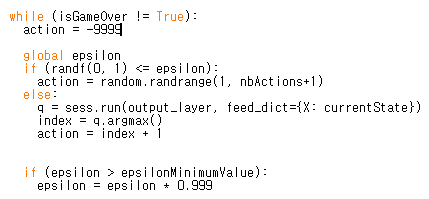 while (isGameOver != True):
action = -9999
global epsilon
if (randf(0, 1) <= epsilon):
action = random.randrange(1, nbActions+1)
else:
q = sess.run(output_layer, feed_dict={X: currentState})
index = q.argmax()
action = index + 1
if (epsilon > epsilonMinimumValue):
epsilon = epsilon * 0.999